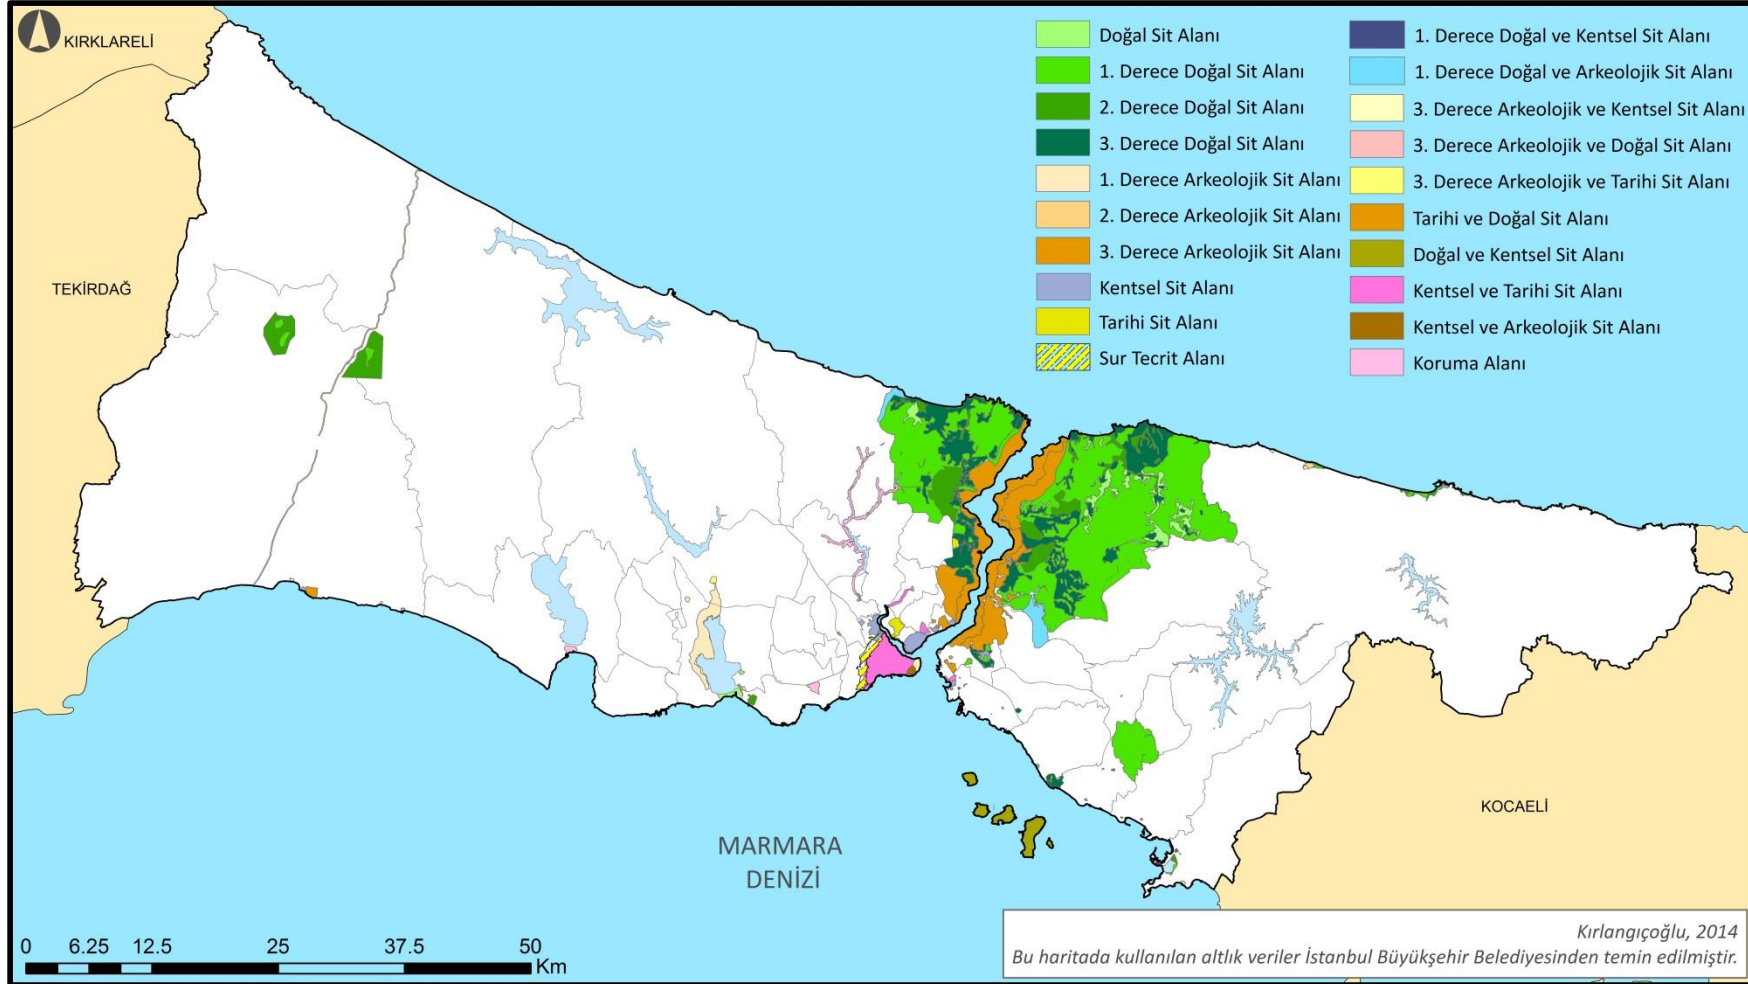 KIRKLARELİ
TEKİRDAĞ
Doğal Sit Alanı
1. Derece Doğal Sit Alanı
2. Derece Doğal Sit Alanı
3. Derece Doğal Sit Alanı
1. Derece Arkeolojik Sit Alanı
2. Derece Arkeolojik Sit Alanı
3. Derece Arkeolojik Sit Alanı
Kentsel Sit Alanı
Tarihi Sit Alanı
Sur Tecrit Alanı
1. Derece Doğal ve Kentsel Sit Alanı
1. Derece Doğal ve Arkeolojik Sit Alanı
3. Derece Arkeolojik ve Kentsel Sit Alanı
3. Derece Arkeolojik ve Doğal Sit Alanı
3. Derece Arkeolojik ve Tarihi Sit Alanı
Tarihi ve Doğal Sit Alanı
Doğal ve Kentsel Sit Alanı
Kentsel ve Tarihi Sit Alanı
Kentsel ve Arkeolojik Sit Alanı
Koruma Alanı
KOCAELİ
MARMARA
DENİZİ
0 6.25 12.5 25 37.5 50
Km
Kırlangıçoğlu, 2014
Bu haritada kullanılan altlık veriler İstanbul Büyükşehir Belediyesinden temin edilmiştir.